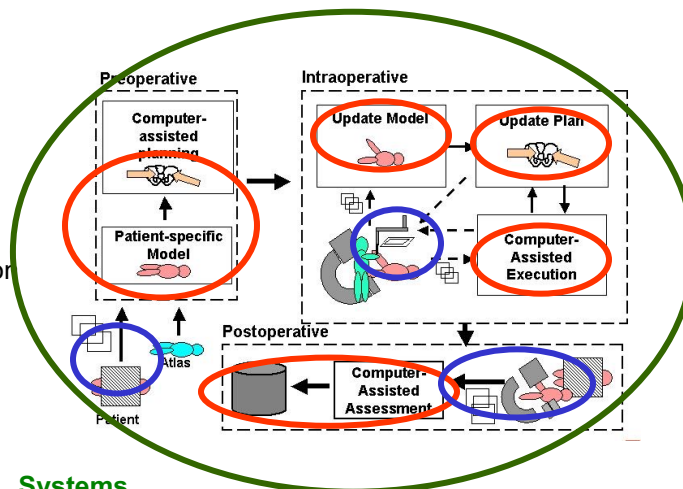 Preoperative
Computer-
assisted
planning
Patient-specific
Model
Atlas
Patient
Intraoperative
Update Model
Update Plan
Computer-
Assisted
Execution
Postoperative
Computer-
Assisted
Assessment
Systems